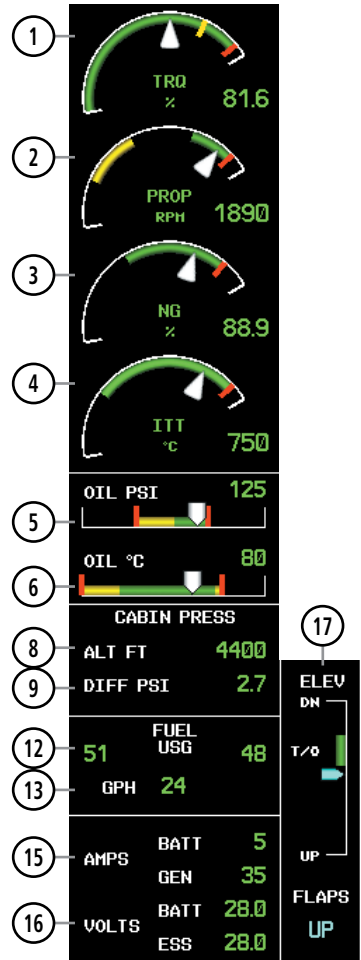 1
TRQ
%
81.6
2
PROP
RPM
1890
3
NG
%
88.9
4
ITT
°C
750
5
OIL PSI 125
6
OIL °C 80
CABIN PRESS
8 ALT FT 4400
9 DIFF PSI 2.7
12 51 FUEL USG 48
13 GPH 24
15 AMPS BATT 5
GEN 35
16 VOLTS BATT 28.0
ESS 28.0
17
ELEV
DN
T/O
UP
FLAPS
UP